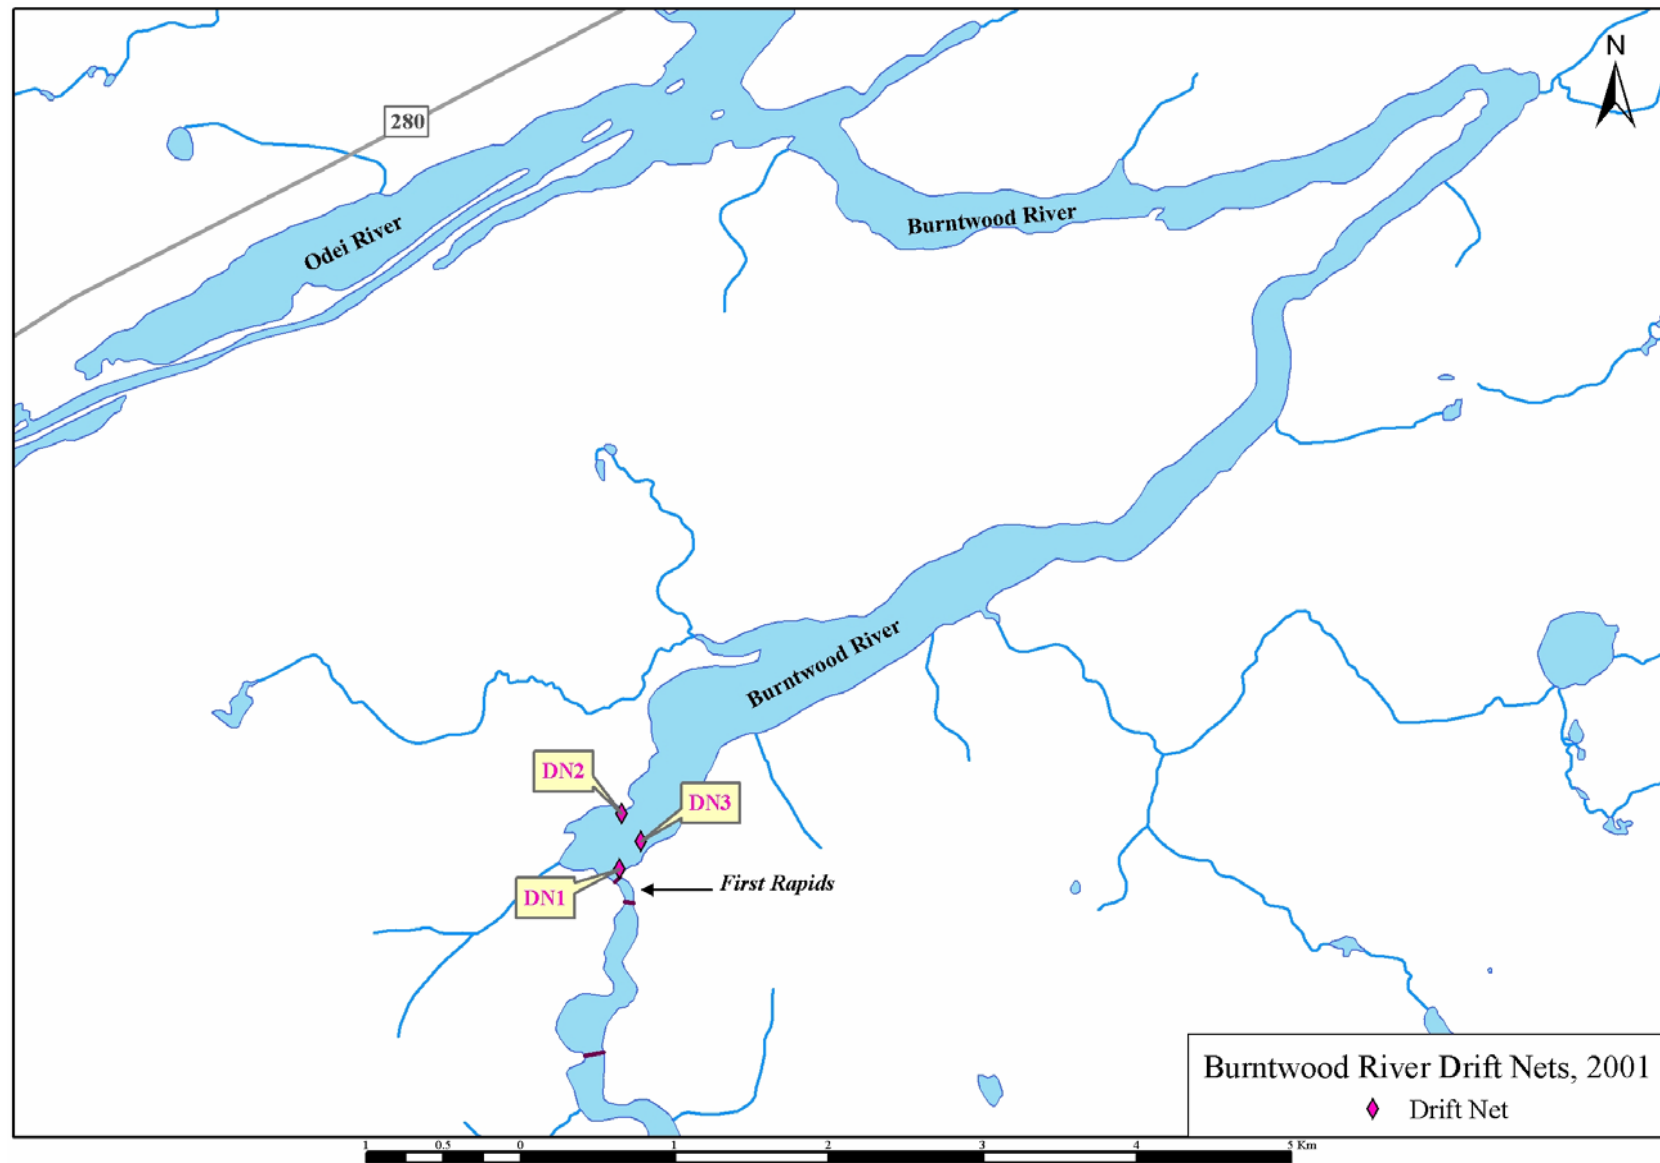 N
280
Burntwood River
Odei River
Burntwood River
DN2
DN3
First Rapids
DN1
Burntwood River Drift Nets, 2001
Drift Net
1 0.5 0 1 2 3 4 5 Km